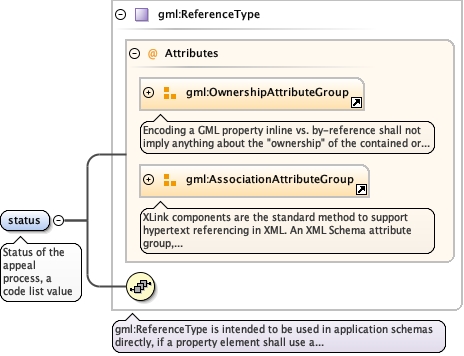 gml:ReferenceType
@ Attributes
gml:OwnershipAttributeGroup
Encoding a GML property inline vs. by-reference shall not
imply anything about the "ownership" of the contained or...
gml:AssociationAttributeGroup
XLink components are the standard method to support
hypertext referencing in XML. An XML Schema attribute
group,...
status
Status of the
appeal
process, a
code list value
gml:ReferenceType is intended to be used in application schemas
directly, if a property element shall use a...